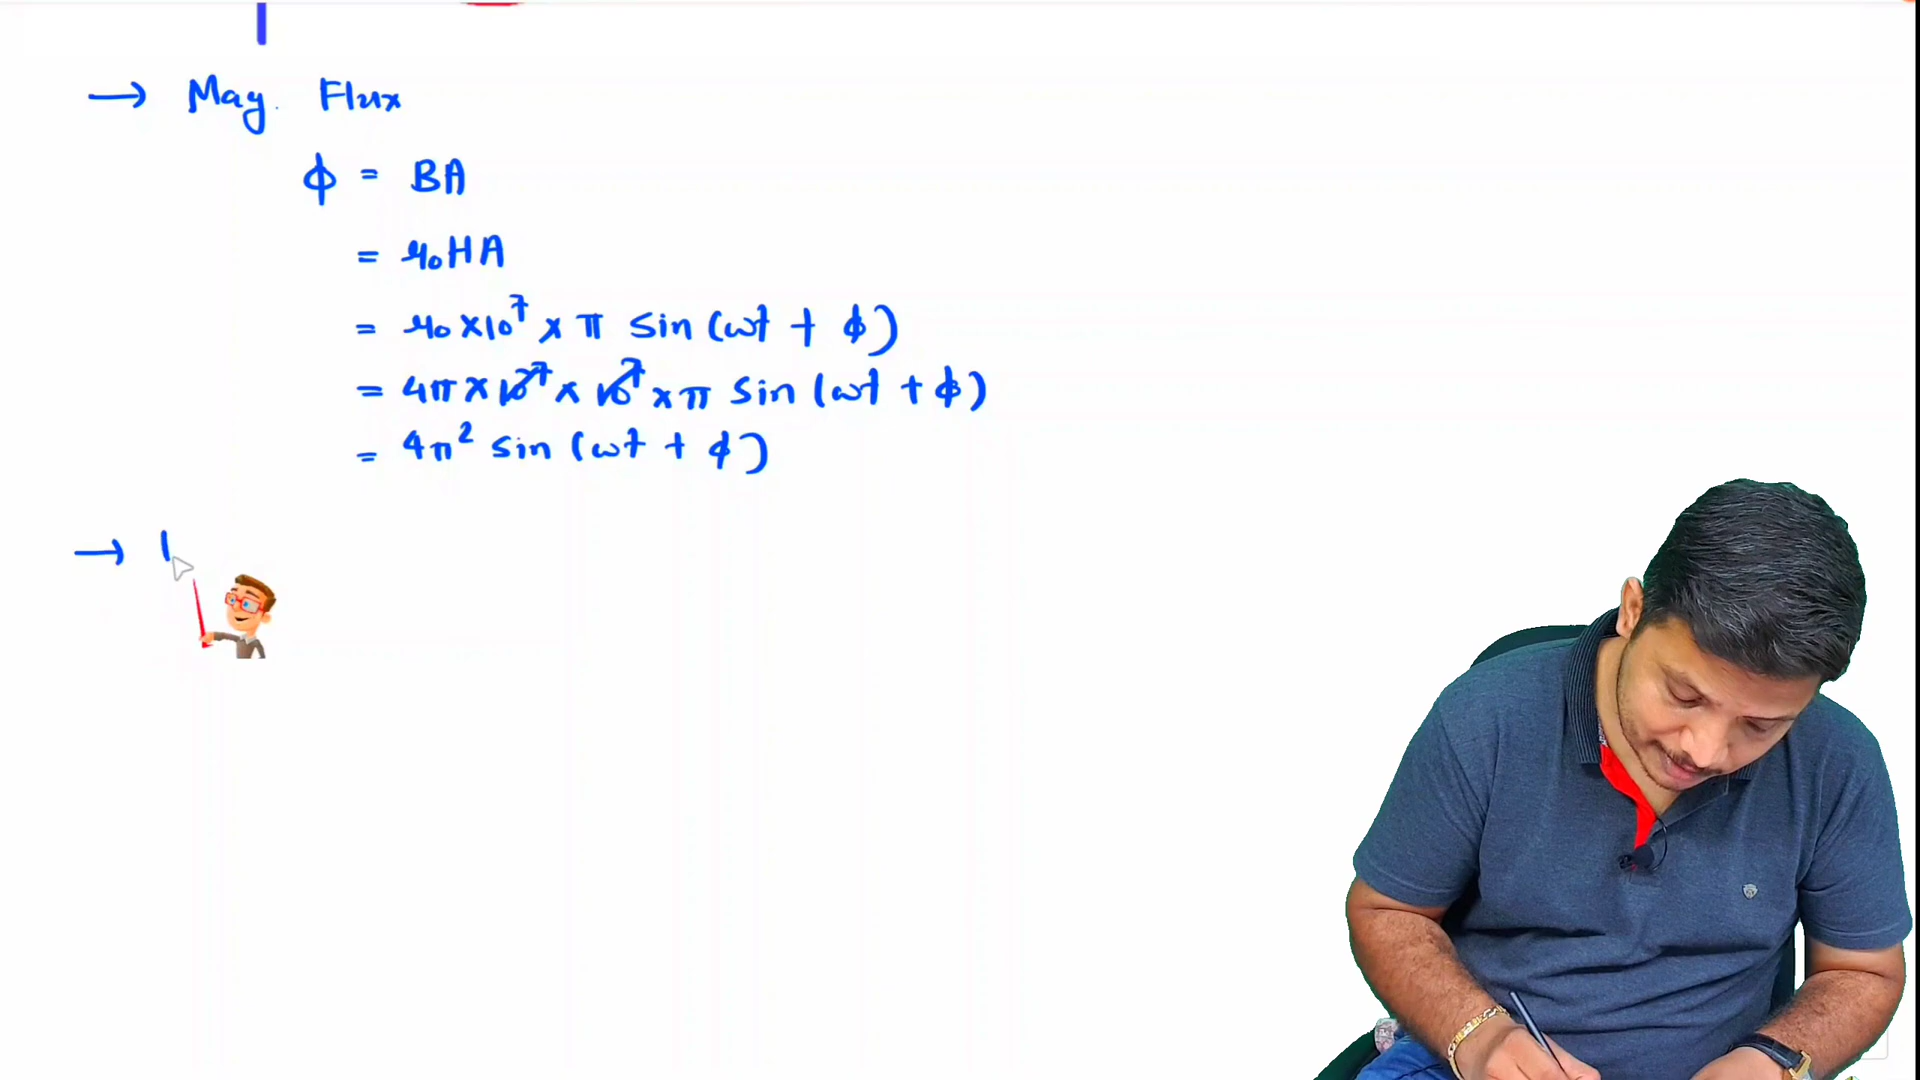 → Mag. Flux
ϕ = BA
= μ₀HA
= μ₀ × 10⁷ × π sin (ωt + ϕ)
= 4π × 10⁻⁷ × 10⁷ × π sin (ωt + ϕ)
= 4π² sin (ωt + ϕ)
→